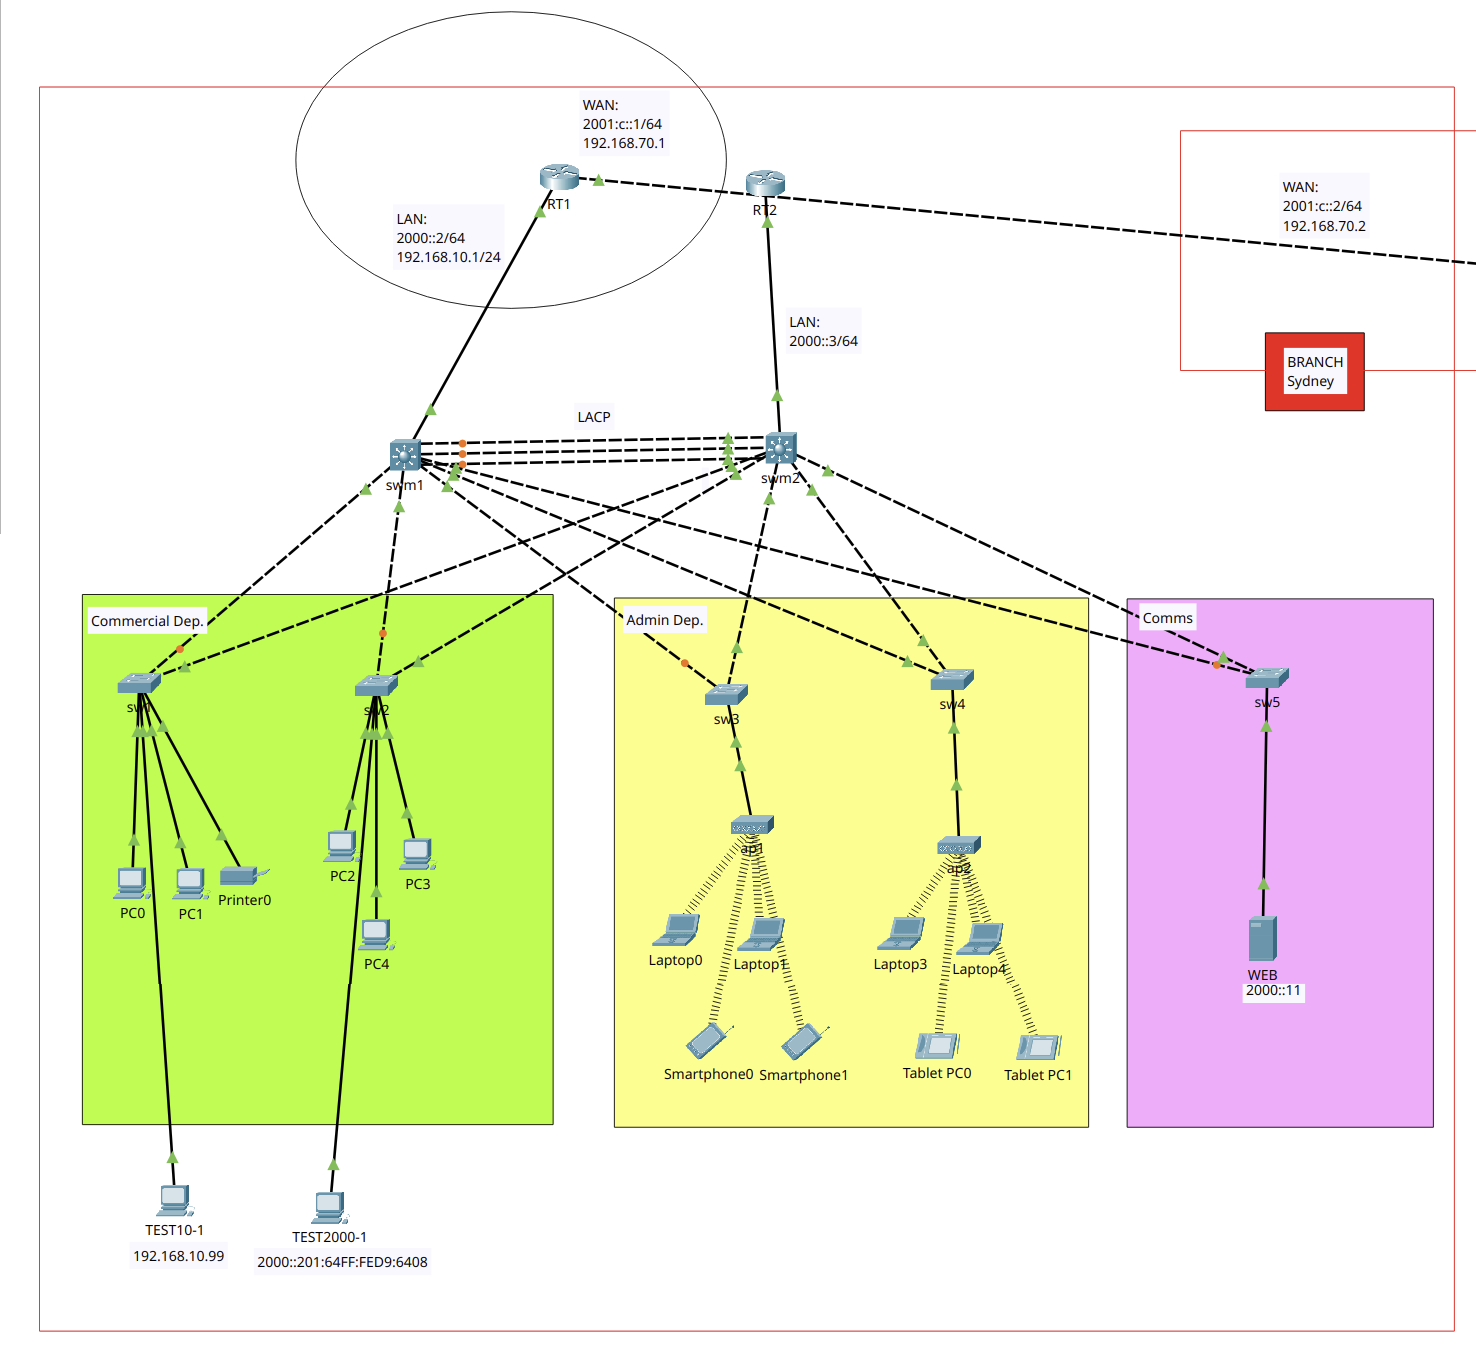 WAN:
2001:c::1/64
192.168.70.1
RT1
RT2
WAN:
2001:c::2/64
192.168.70.2
LAN:
2000::2/64
192.168.10.1/24
LAN:
2000::3/64
BRANCH
Sydney
LACP
swm1
swm2
Commercial Dep.
Admin Dep.
Comms
sw1
sw2
sw3
sw4
sw5
ap1
ap2
PC0
PC1
Printer0
PC2
PC3
PC4
Laptop0
Laptop1
Laptop3
Laptop4
WEB
2000::11
Smartphone0
Smartphone1
Tablet PC0
Tablet PC1
TEST10-1
192.168.10.99
TEST2000-1
2000::201:64FF:FED9:6408